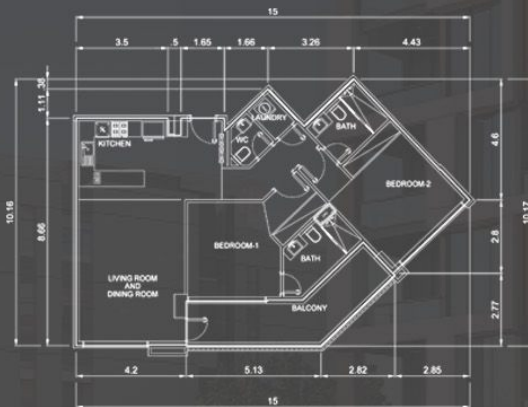 15
3.5 .5 1.65 1.66 3.26 4.43
.38
1.11
10.16
8.66
KITCHEN
LAUNDRY
WC
BATH
BEDROOM-2
BEDROOM-1
BATH
LIVING ROOM
AND
DINING ROOM
BALCONY
4.6
2.8
10.17
2.77
4.2 5.13 2.82 2.85
15